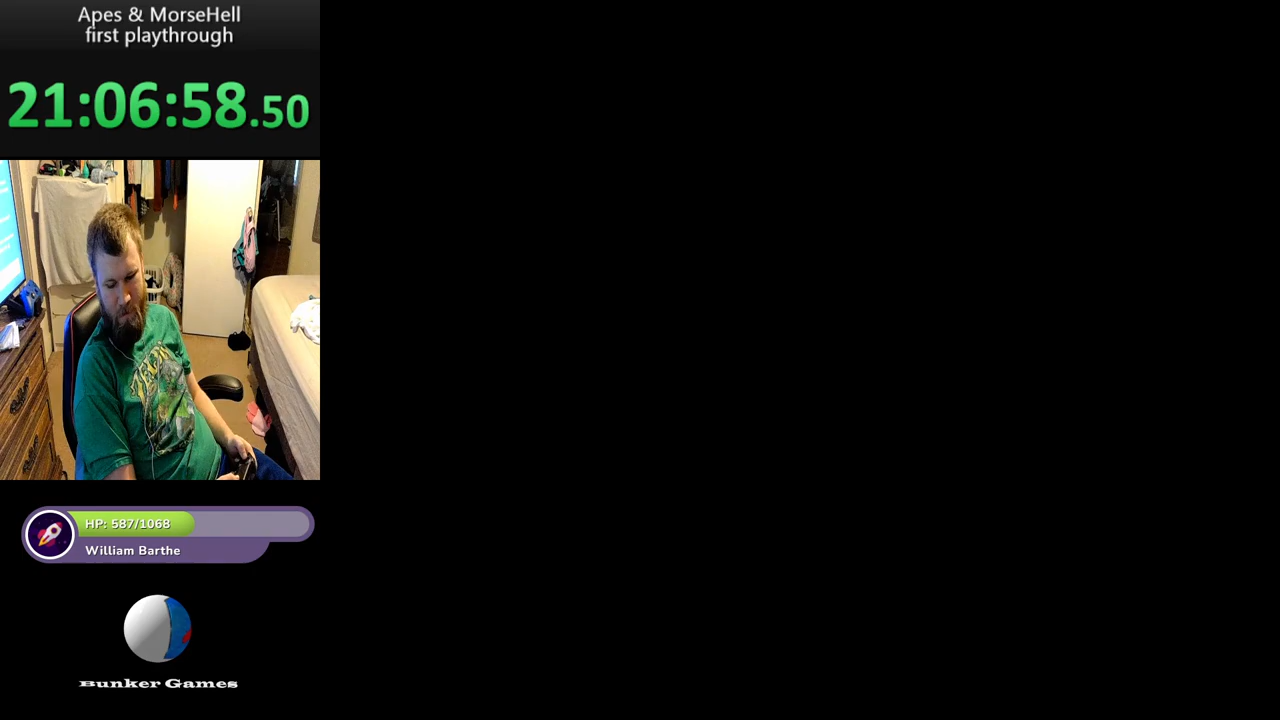 Apes & MorseHell
first playthrough
21:06:58.50
HP: 587/1068
William Barthe
Bunker Games